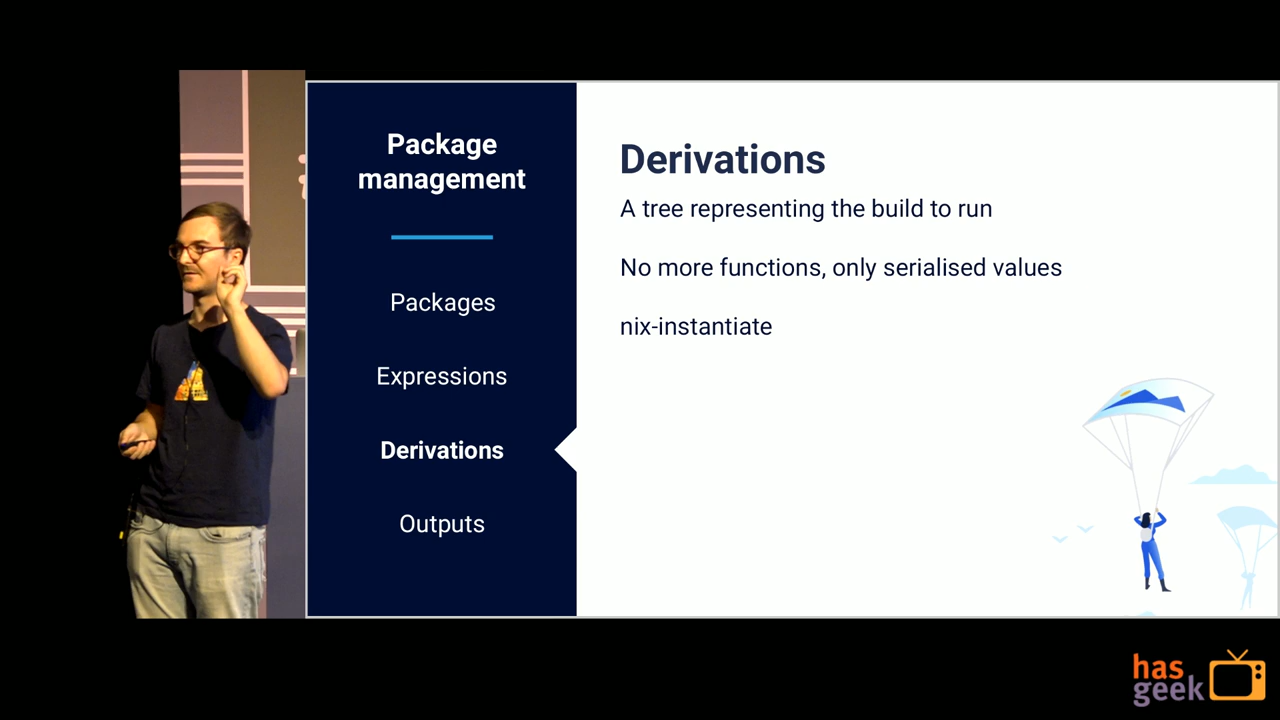 Package
management
Packages
Expressions
Derivations
Outputs
Derivations
A tree representing the build to run
No more functions, only serialised values
nix-instantiate
has
geek